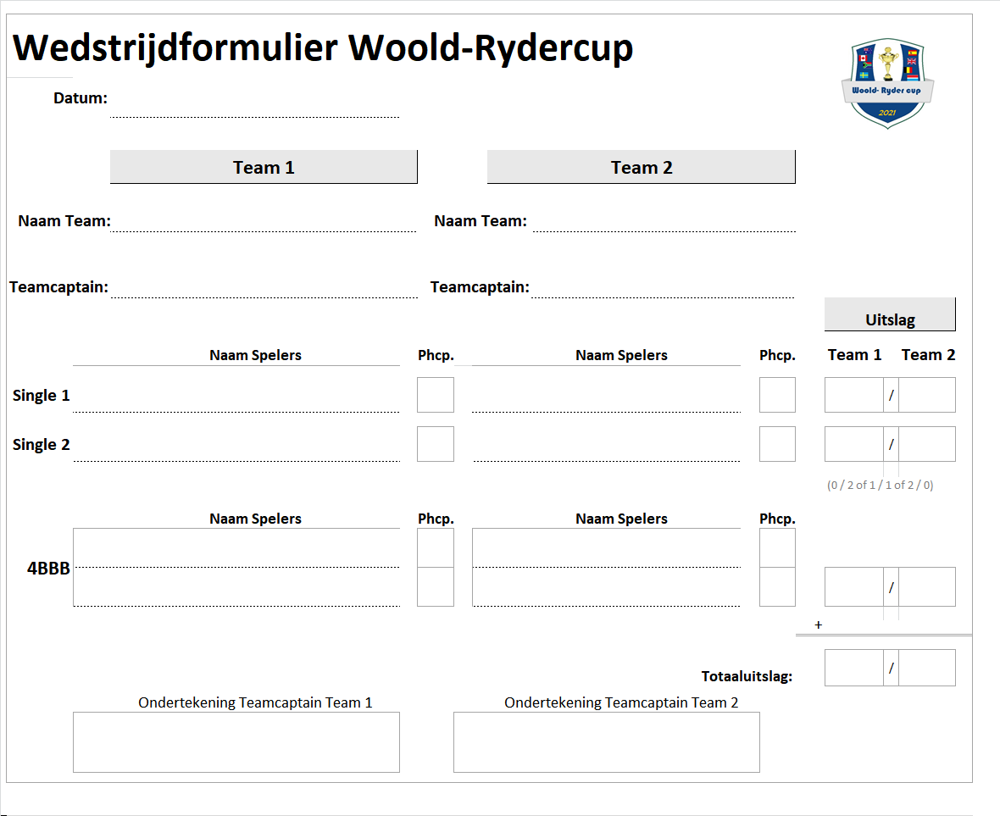 Wedstrijdformulier Woold-Rydercup
Woold- Ryder cup
2021
Datum:
Team 1 Team 2
Naam Team: Naam Team:
Teamcaptain: Teamcaptain:
Uitslag
Naam Spelers Phcp. Naam Spelers Phcp. Team 1 Team 2
Single 1 /
Single 2 /
(0 / 2 of 1 / 1 of 2 / 0)
Naam Spelers Phcp. Naam Spelers Phcp.
4BBB /
+
Totaaluitslag: /
Ondertekening Teamcaptain Team 1 Ondertekening Teamcaptain Team 2